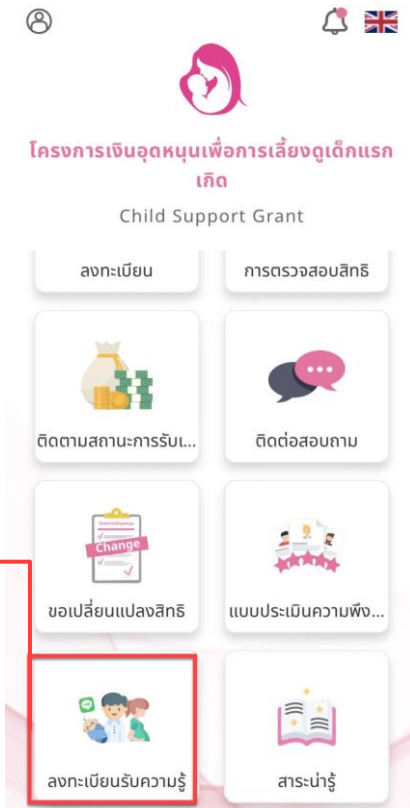 โครงการเงินอุดหนุนเพื่อการเลี้ยงดูเด็กแรก
เกิด
Child Support Grant
ลงทะเบียน
การตรวจสอบสิทธิ
ติดตามสถานะการรับเ...
ติดต่อสอบถาม
Change
ขอเปลี่ยนแปลงสิทธิ
แบบประเมินความพึง...
ลงทะเบียนรับความรู้
สาระน่ารู้